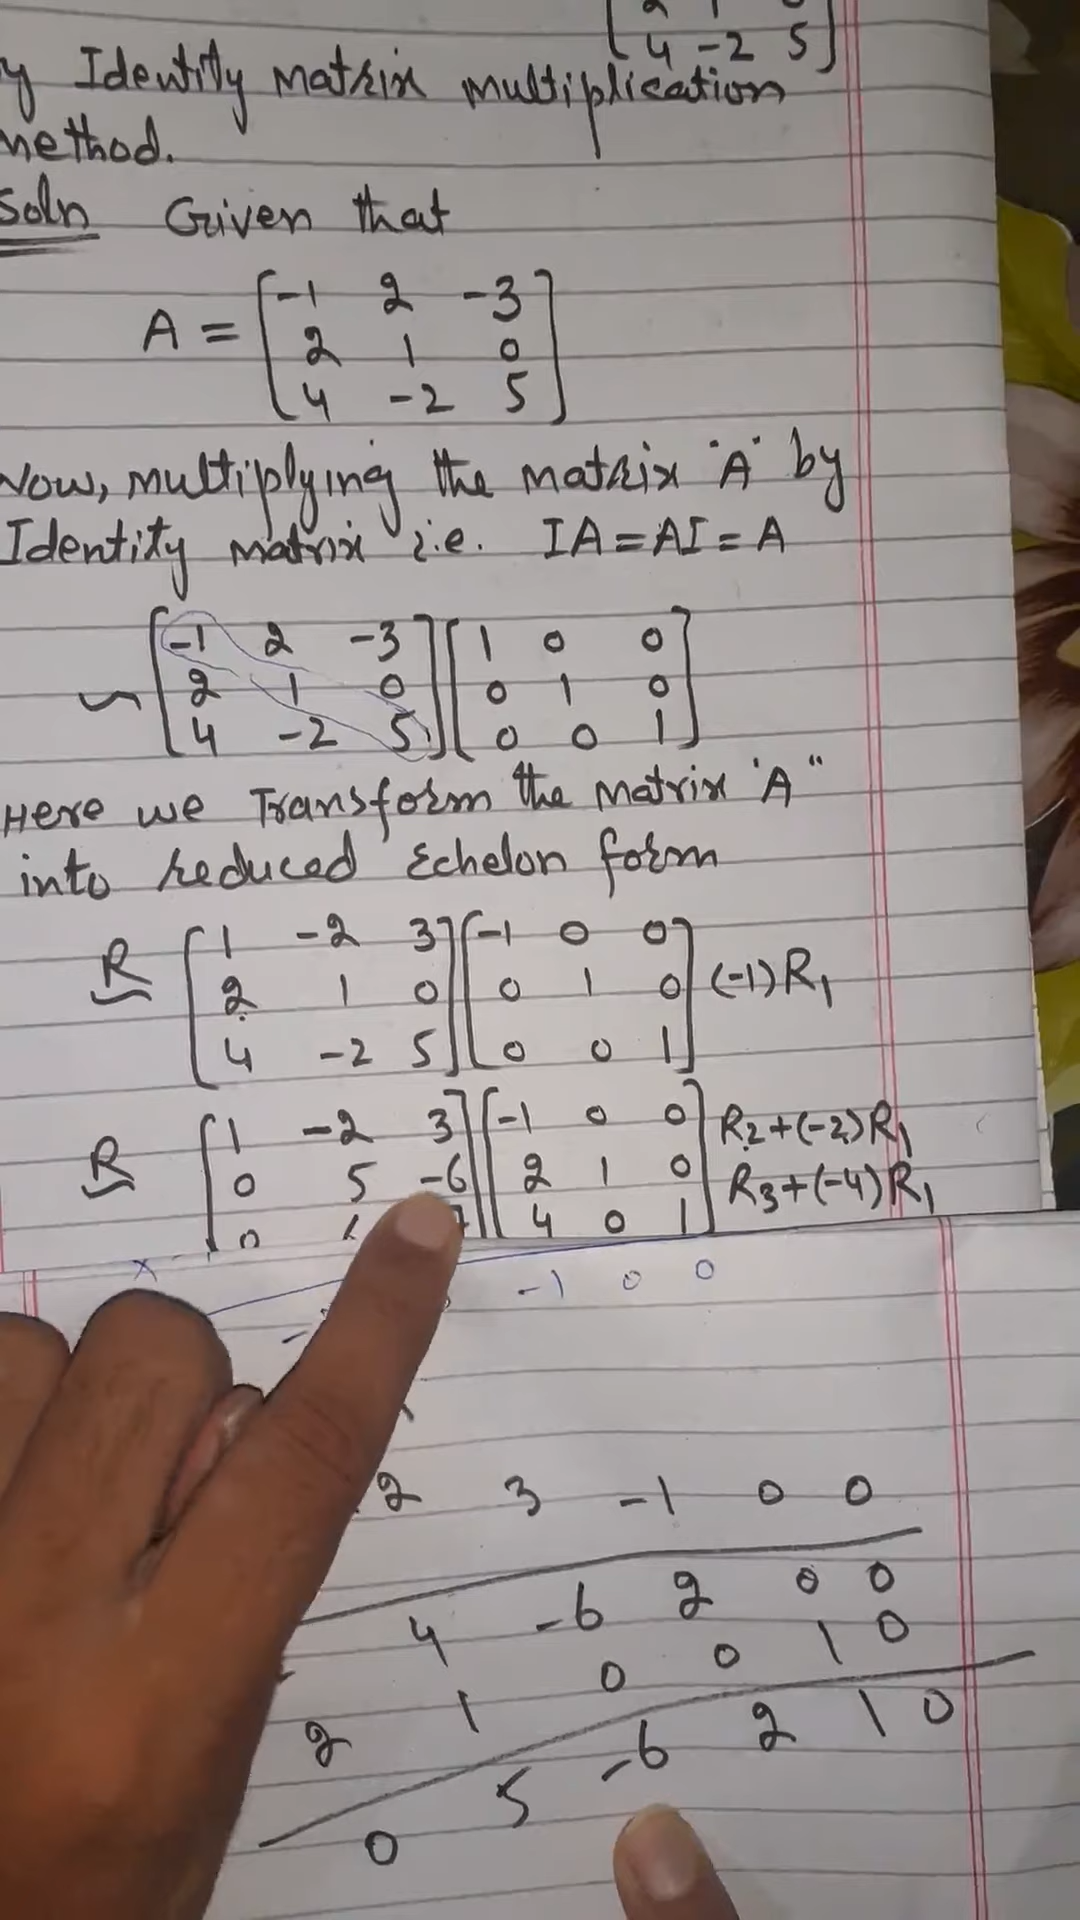 4 -2 5
y Identity matrix multiplication
method.
Soln Given that
A = [-1 2 -3
2 1 0
4 -2 5]
Now, multiplying the matrix "A" by
Identity matrix i.e. IA = AI = A
~ [-1 2 -3] [1 0 0]
[2 1 0] [0 1 0]
[4 -2 5] [0 0 1]
Here we Transform the matrix "A"
into reduced Echelon form
R [1 -2 3] [-1 0 0]
[2 1 0] [0 1 0] (-1)R1
[4 -2 5] [0 0 1]
R [1 -2 3] [-1 0 0] R2+(-2)R1
[0 5 -6] [2 1 0] R3+(-4)R1
[0 4 0 1]
x -1 0 0
2 3 -1 0 0
4 -6 2 0 0
2 1 0 0 1 0
0 5 -6 2 1 0